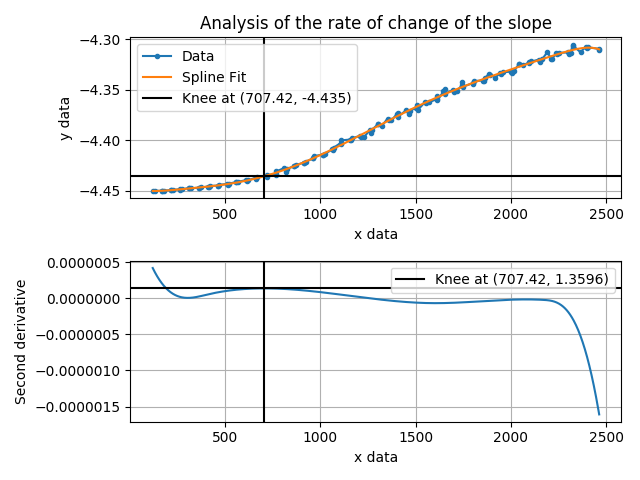 Analysis of the rate of change of the slope
−4.30
−4.35
−4.40
−4.45
y data
Data
Spline Fit
Knee at (707.42, -4.435)
500 1000 1500 2000 2500
x data
0.0000005
0.0000000
−0.0000005
−0.0000010
−0.0000015
Second derivative
Knee at (707.42, 1.3596)
500 1000 1500 2000 2500
x data